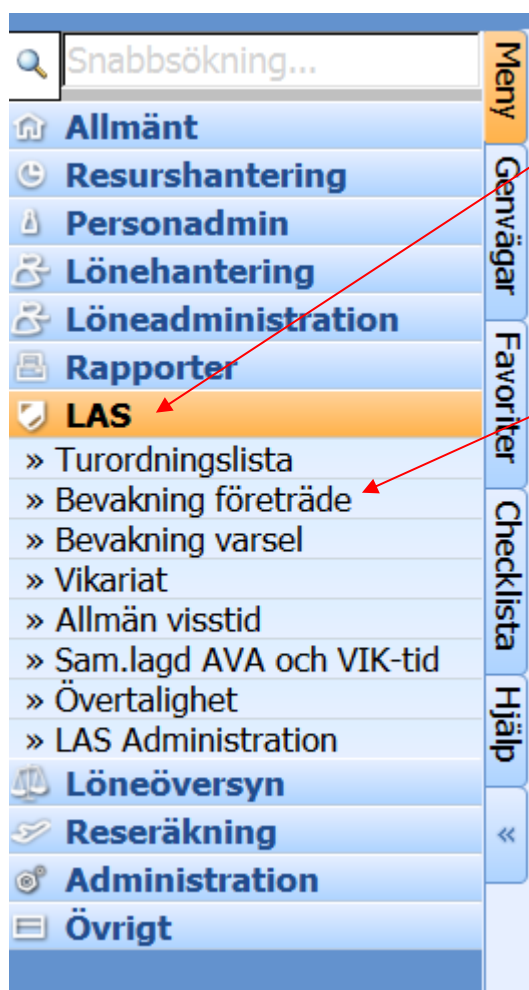 Snabbsökning...
Allmänt
Resurshantering
Personadmin
Lönehantering
Löneadministration
Rapporter
LAS
» Turordningslista
» Bevakning företräde
» Bevakning varsel
» Vikariat
» Allmän visstid
» Sam.lagd AVA och VIK-tid
» Övertalighet
» LAS Administration
Löneöversyn
Reseräkning
Administration
Övrigt
Meny
Genvägar
Favoriter
Checklista
Hjälp
«